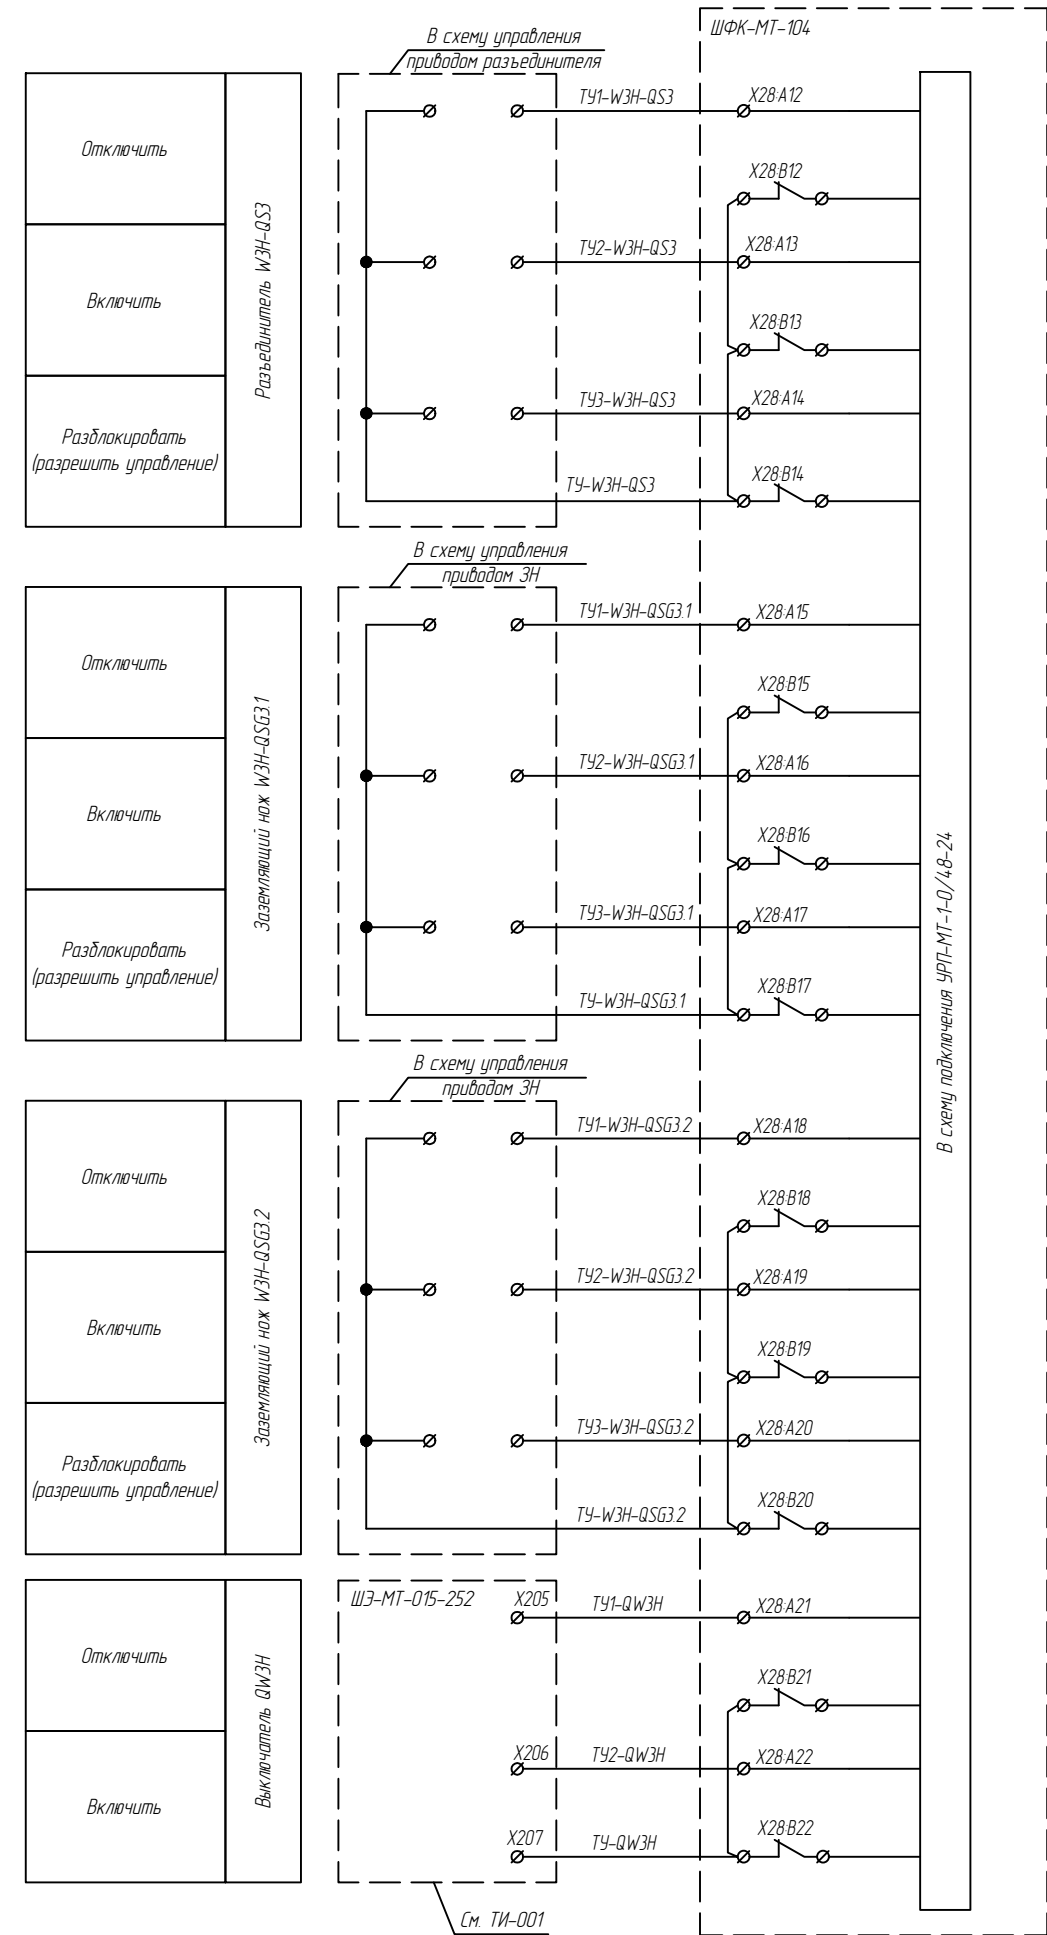 ШФК-МТ-104
В схему управления
приводом разъединителя
Отключить
Включить
Разблокировать
(разрешить управление)
Разъединитель W3H-QS3
ТУ1-W3H-QS3
X28:A12
X28:B12
ТУ2-W3H-QS3
X28:A13
X28:B13
ТУ3-W3H-QS3
X28:A14
ТУ-W3H-QS3
X28:B14
В схему управления
приводом ЗН
Отключить
Включить
Разблокировать
(разрешить управление)
Заземляющий нож W3H-QSG3.1
ТУ1-W3H-QSG3.1
X28:A15
X28:B15
ТУ2-W3H-QSG3.1
X28:A16
X28:B16
ТУ3-W3H-QSG3.1
X28:A17
ТУ-W3H-QSG3.1
X28:B17
В схему подключения УРП-МТ-1-0/48-24
В схему управления
приводом ЗН
Отключить
Включить
Разблокировать
(разрешить управление)
Заземляющий нож W3H-QSG3.2
ТУ1-W3H-QSG3.2
X28:A18
X28:B18
ТУ2-W3H-QSG3.2
X28:A19
X28:B19
ТУ3-W3H-QSG3.2
X28:A20
ТУ-W3H-QSG3.2
X28:B20
Отключить
Включить
Выключатель QW3H
ШЭ-МТ-015-252
X205
ТУ1-QW3H
X28:A21
X28:B21
X206
ТУ2-QW3H
X28:A22
X207
ТУ-QW3H
X28:B22
См. ТИ-001